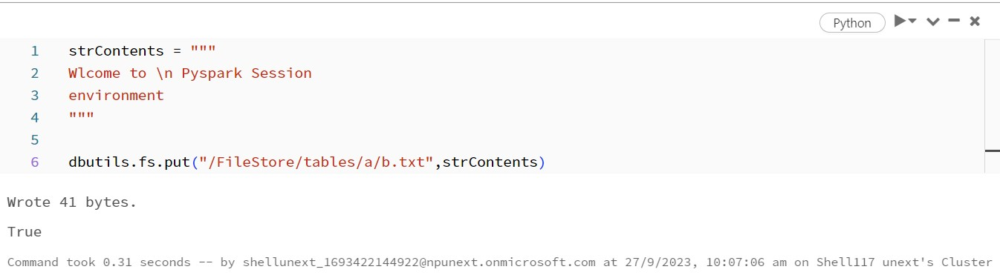 Python
1 strContents = """
2 Wlcome to \n Pyspark Session
3 environment
4 """
5
6 dbutils.fs.put("/FileStore/tables/a/b.txt",strContents)
Wrote 41 bytes.
True
Command took 0.31 seconds -- by shellunext_1693422144922@npunext.onmicrosoft.com at 27/9/2023, 10:07:06 am on Shell117 unext's Cluster